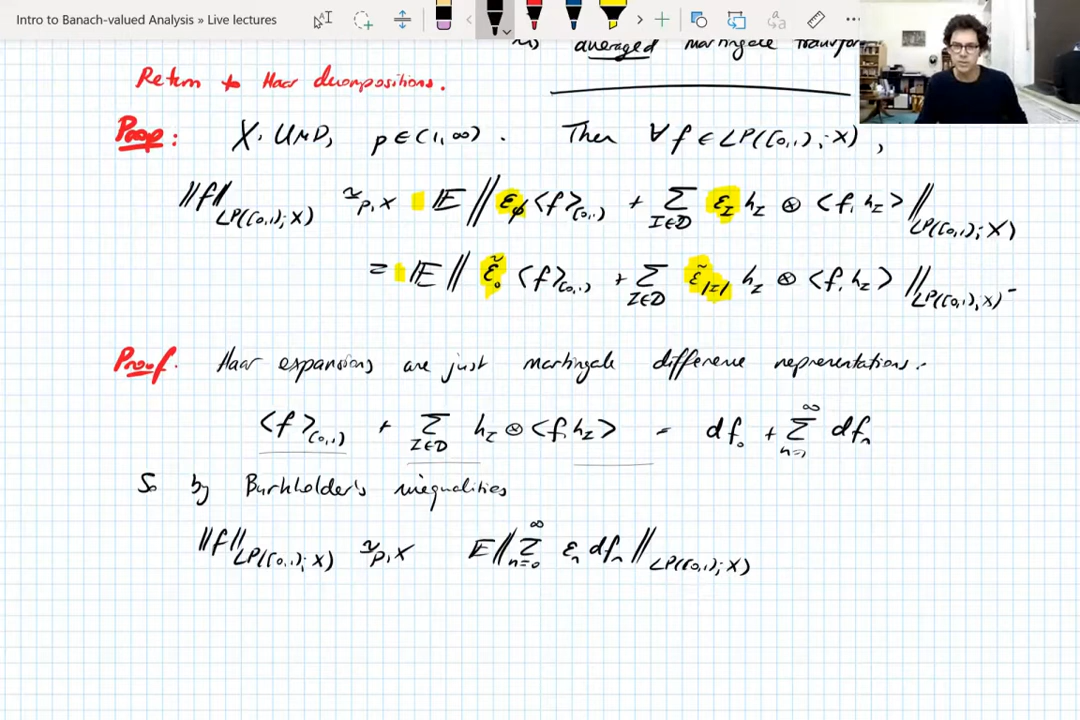 Intro to Banach-valued Analysis » Live lectures
averaged martingale transfor
Return to Haar decompositions.
Prop: X UMD, p∈(1,∞). Then ∀f∈L^p([0,1);X),
‖f‖_{L^p([0,1);X)} ≃_{p,X} 𝔼‖ε_ϕ<f>_{[0,1)} + Σ_{I∈D} ε_I h_I ⊗ <f,h_I>‖_{L^p([0,1);X)}
= 𝔼‖ε̃_0 <f>_{[0,1)} + Σ_{I∈D} ε̃_{|I|} h_I ⊗ <f,h_I>‖_{L^p([0,1);X)}.
Proof. Haar expansions are just martingale difference representations.
<f>_{[0,1)} + Σ_{I∈D} h_I ⊗ <f,h_I> = df_0 + Σ_{n=1}^∞ df_n
So by Burkholder's inequalities
‖f‖_{L^p([0,1);X)} ≃_{p,X} 𝔼‖Σ_{n=0}^∞ ε_n df_n‖_{L^p([0,1);X)}